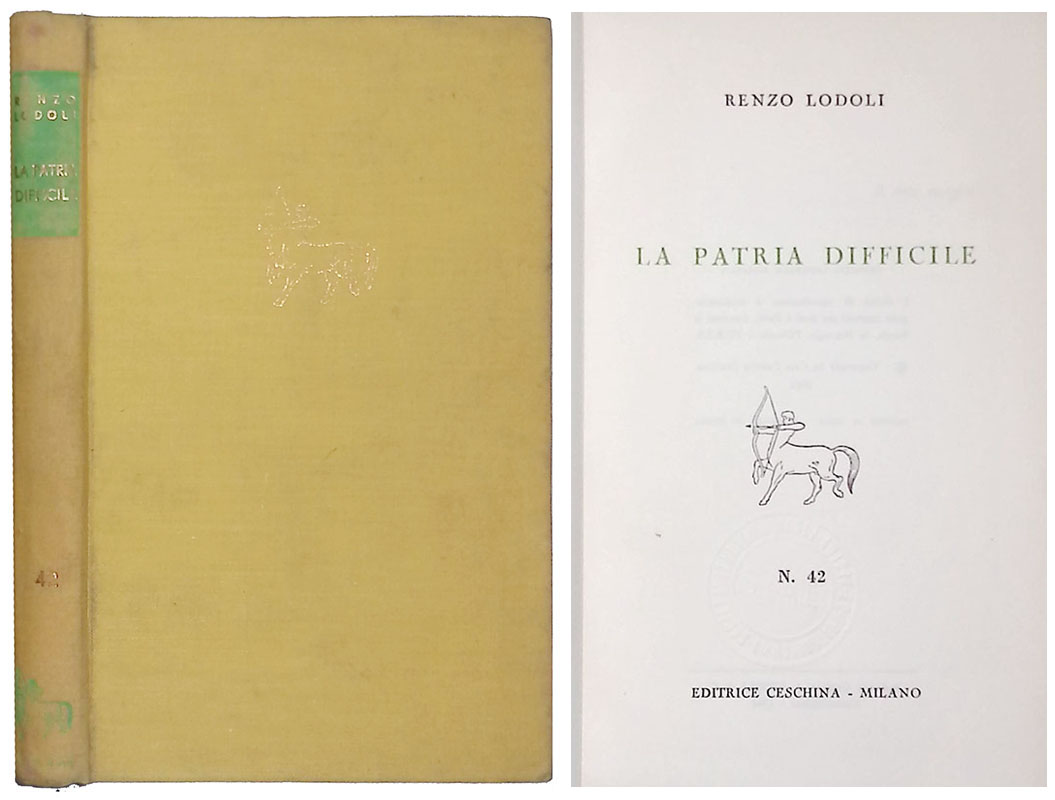 RENZO
LODOLI
LA PATRIA
DIFFICILE
42
RENZO LODOLI
LA PATRIA DIFFICILE
N. 42
EDITRICE CESCHINA - MILANO